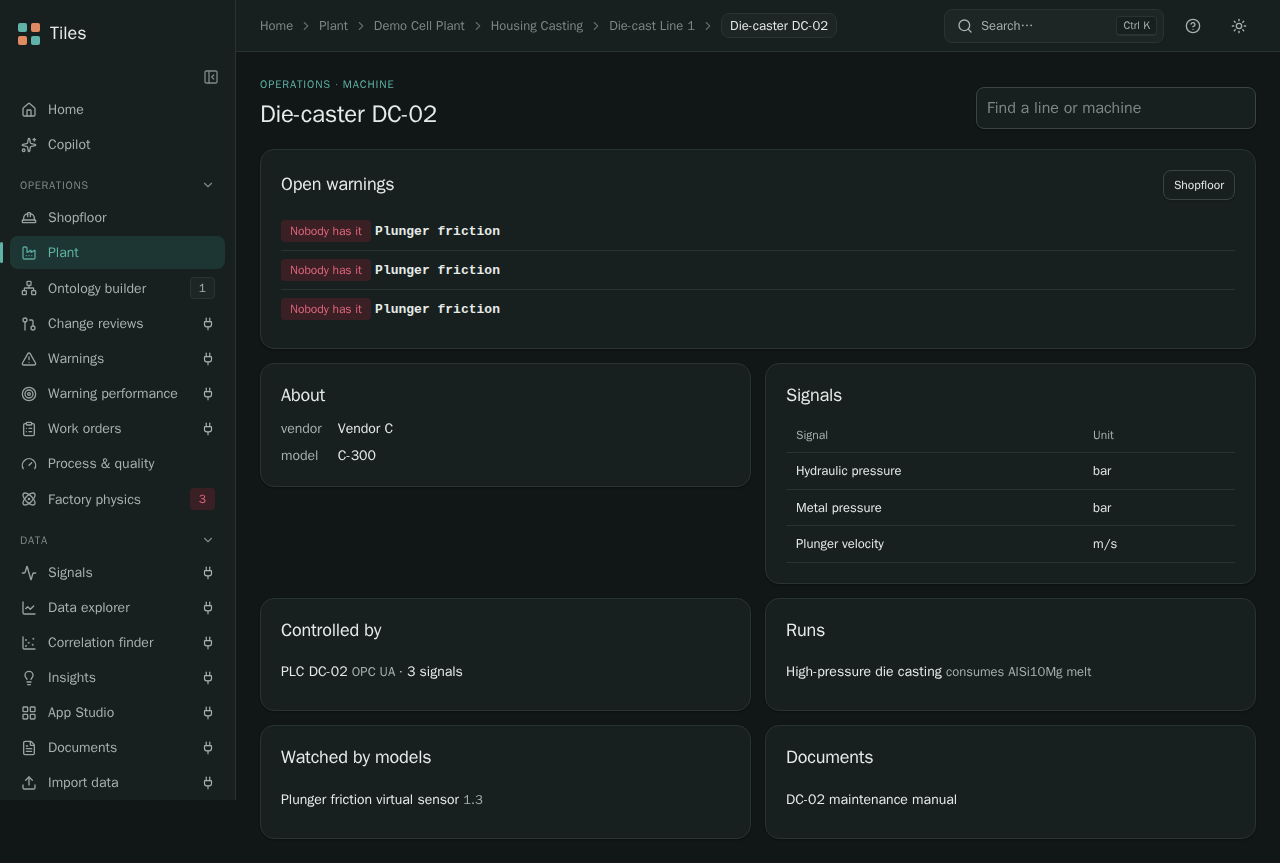 Tiles
Home
Copilot
OPERATIONS
Shopfloor
Plant
Ontology builder 1
Change reviews
Warnings
Warning performance
Work orders
Process & quality
Factory physics 3
DATA
Signals
Data explorer
Correlation finder
Insights
App Studio
Documents
Import data
Home > Plant > Demo Cell Plant > Housing Casting > Die-cast Line 1 > Die-caster DC-02
Search··· Ctrl K
OPERATIONS · MACHINE
Die-caster DC-02
Find a line or machine
Open warnings
Shopfloor
Nobody has it Plunger friction
Nobody has it Plunger friction
Nobody has it Plunger friction
About
vendor Vendor C
model C-300
Signals
Signal Unit
Hydraulic pressure bar
Metal pressure bar
Plunger velocity m/s
Controlled by
PLC DC-02 OPC UA · 3 signals
Runs
High-pressure die casting consumes AlSi10Mg melt
Watched by models
Plunger friction virtual sensor 1.3
Documents
DC-02 maintenance manual